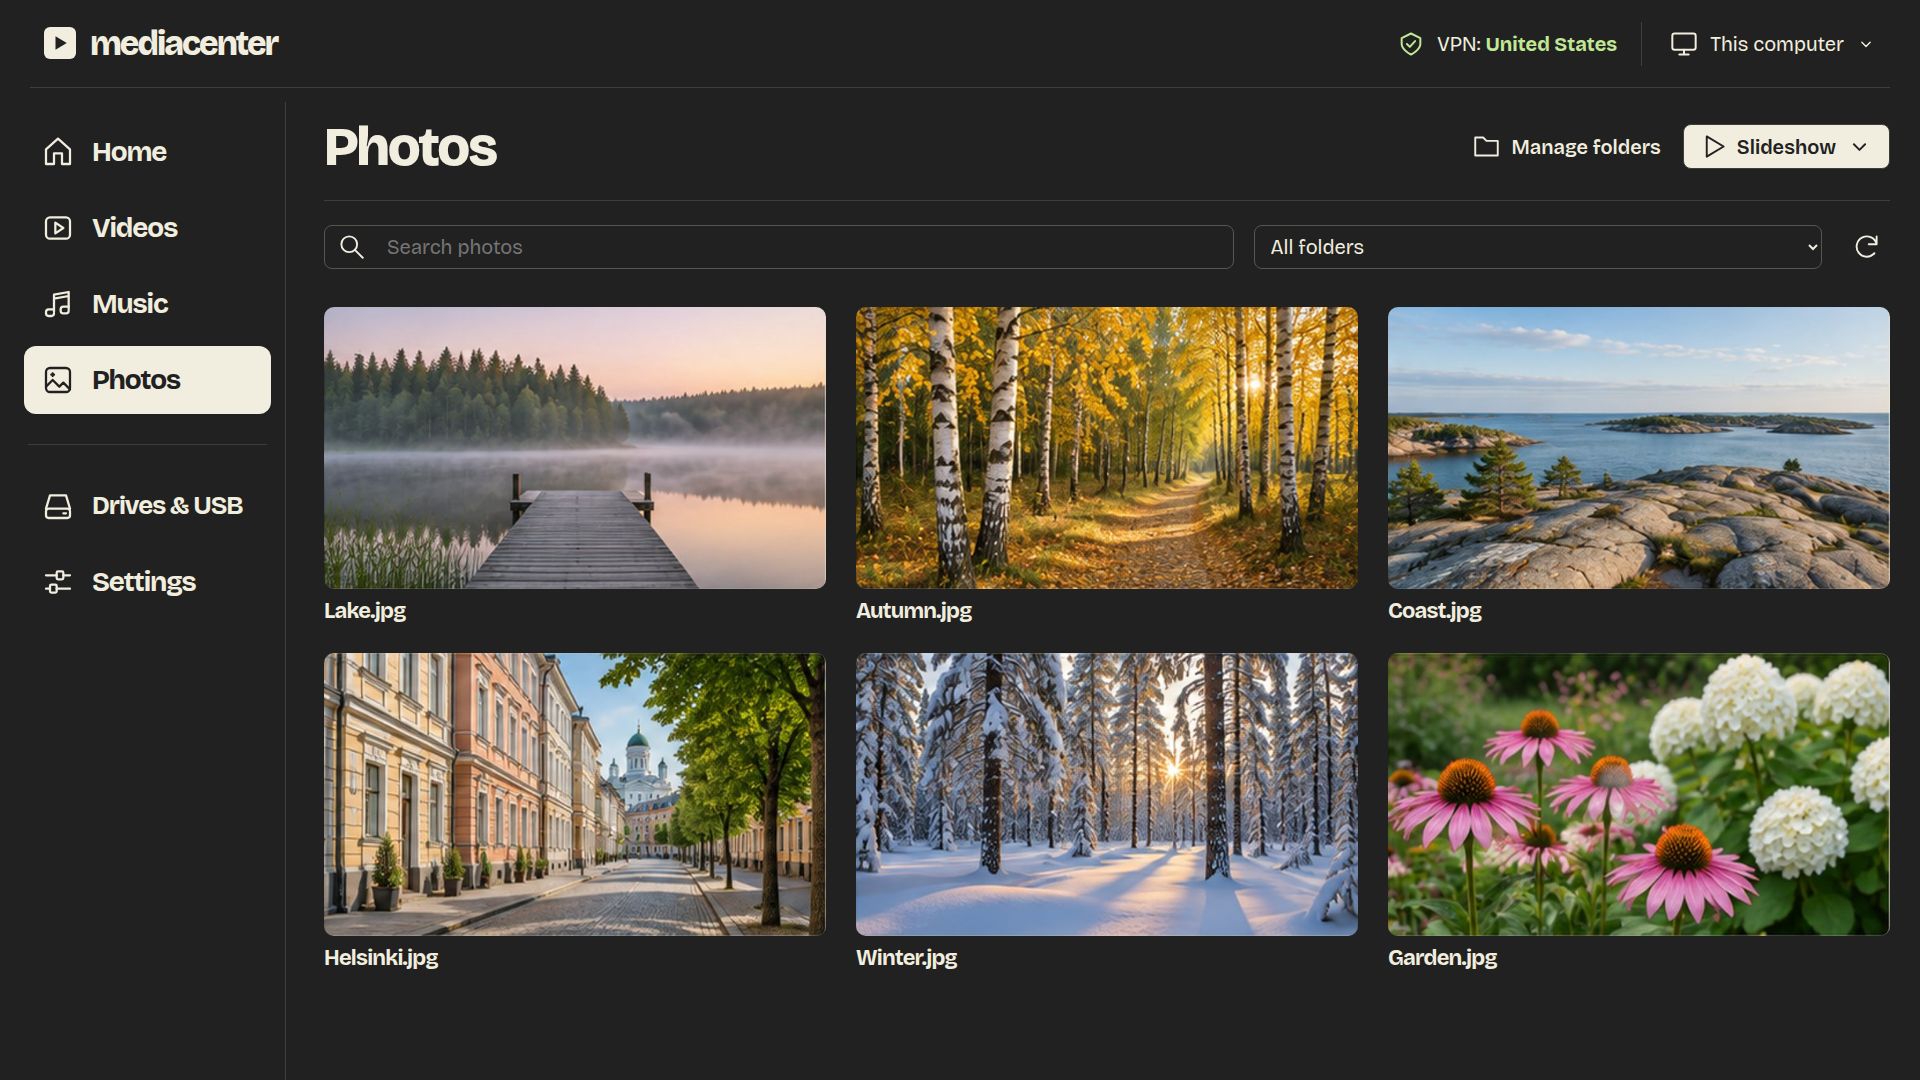 mediacenter
VPN: United States
This computer
Home
Videos
Music
Photos
Drives & USB
Settings
Photos
Manage folders
Slideshow
Search photos
All folders
Lake.jpg
Autumn.jpg
Coast.jpg
Helsinki.jpg
Winter.jpg
Garden.jpg